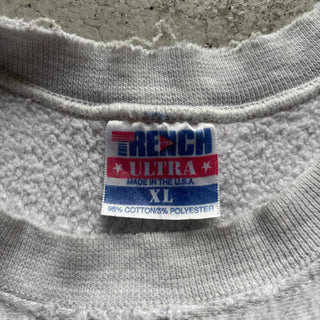 TRENCH
ULTRA
MADE IN THE U.S.A.
XL
95% COTTON/5% POLYESTER